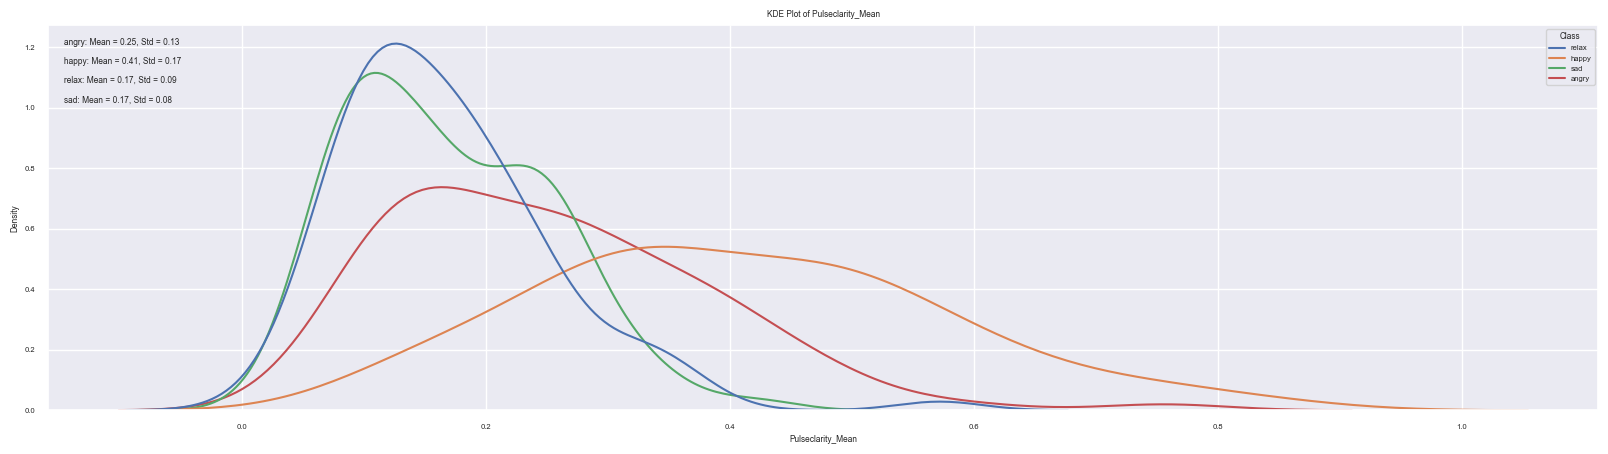 KDE Plot of Pulseclarity_Mean
angry: Mean = 0.25, Std = 0.13
happy: Mean = 0.41, Std = 0.17
relax: Mean = 0.17, Std = 0.09
sad: Mean = 0.17, Std = 0.08
Class
relax
happy
sad
angry
1.2
1.0
0.8
0.6
0.4
0.2
0.0
Density
0.0 0.2 0.4 0.6 0.8 1.0
Pulseclarity_Mean